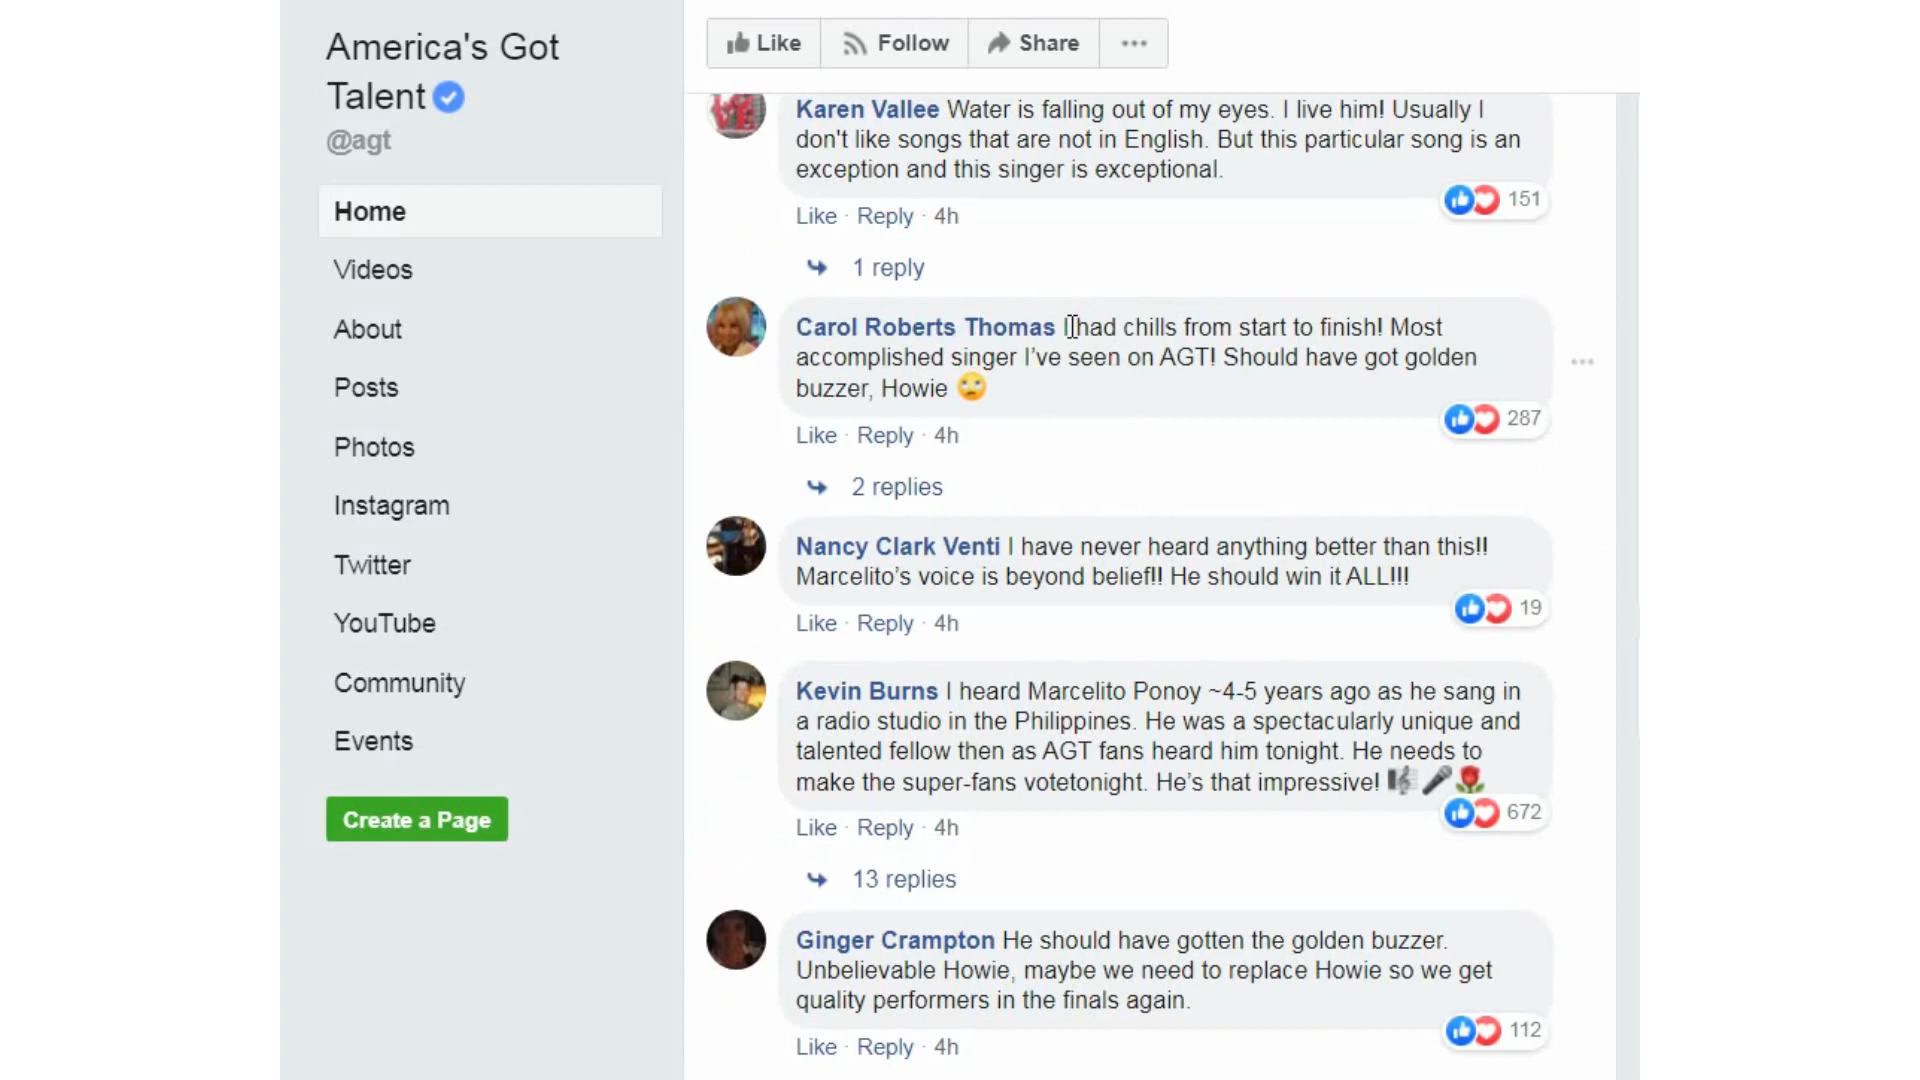 America's Got
Talent
@agt
Home
Videos
About
Posts
Photos
Instagram
Twitter
YouTube
Community
Events
Create a Page
Like
Follow
Share
Karen Vallee Water is falling out of my eyes. I live him! Usually I
don't like songs that are not in English. But this particular song is an
exception and this singer is exceptional.
151
Like · Reply · 4h
1 reply
Carol Roberts Thomas I had chills from start to finish! Most
accomplished singer I’ve seen on AGT! Should have got golden
buzzer, Howie 🙄
287
Like · Reply · 4h
2 replies
Nancy Clark Venti I have never heard anything better than this!!
Marcelito’s voice is beyond belief!! He should win it ALL!!!
19
Like · Reply · 4h
Kevin Burns I heard Marcelito Ponoy ~4-5 years ago as he sang in
a radio studio in the Philippines. He was a spectacularly unique and
talented fellow then as AGT fans heard him tonight. He needs to
make the super-fans votetonight. He’s that impressive! 🎼🎤🌹
672
Like · Reply · 4h
13 replies
Ginger Crampton He should have gotten the golden buzzer.
Unbelievable Howie, maybe we need to replace Howie so we get
quality performers in the finals again.
112
Like · Reply · 4h